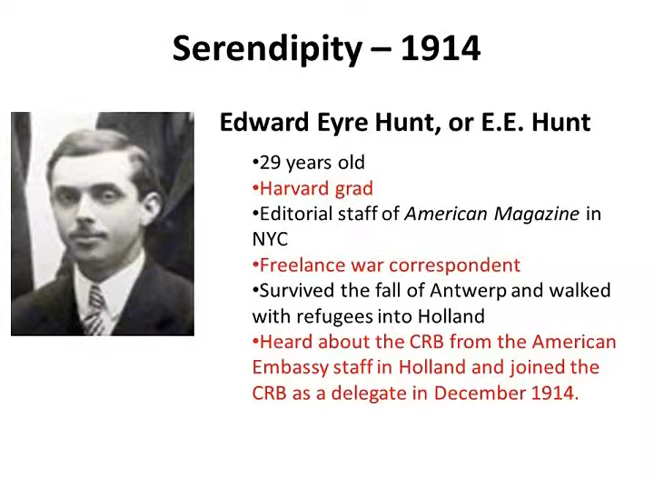 Serendipity – 1914
Edward Eyre Hunt, or E.E. Hunt
•29 years old
•Harvard grad
•Editorial staff of American Magazine in
NYC
•Freelance war correspondent
•Survived the fall of Antwerp and walked
with refugees into Holland
•Heard about the CRB from the American
Embassy staff in Holland and joined the
CRB as a delegate in December 1914.